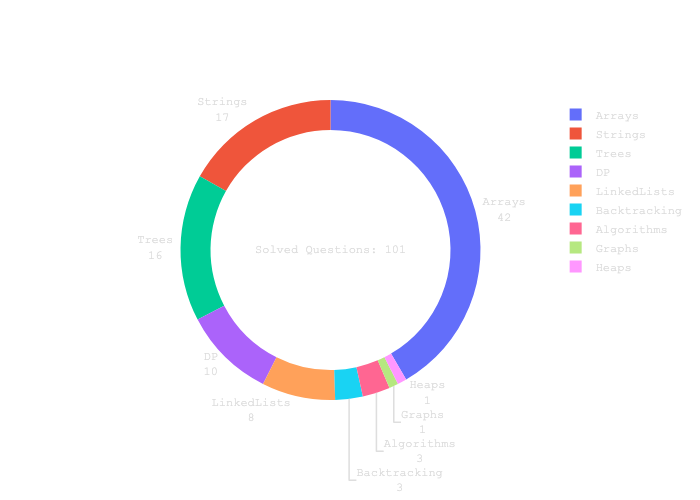 Strings
17
Arrays
42
Trees
16
Solved Questions: 101
DP
10
LinkedLists
8
Heaps
1
Graphs
1
Algorithms
3
Backtracking
3
Arrays
Strings
Trees
DP
LinkedLists
Backtracking
Algorithms
Graphs
Heaps